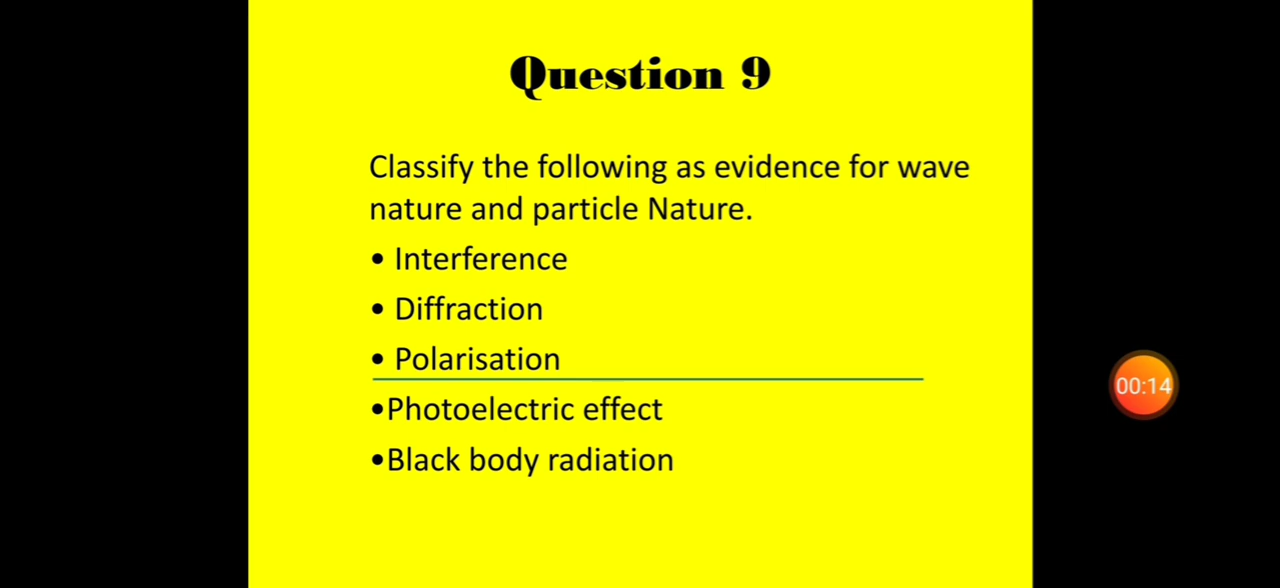 Question 9
Classify the following as evidence for wave
nature and particle Nature.
• Interference
• Diffraction
• Polarisation
•Photoelectric effect
•Black body radiation
00:14